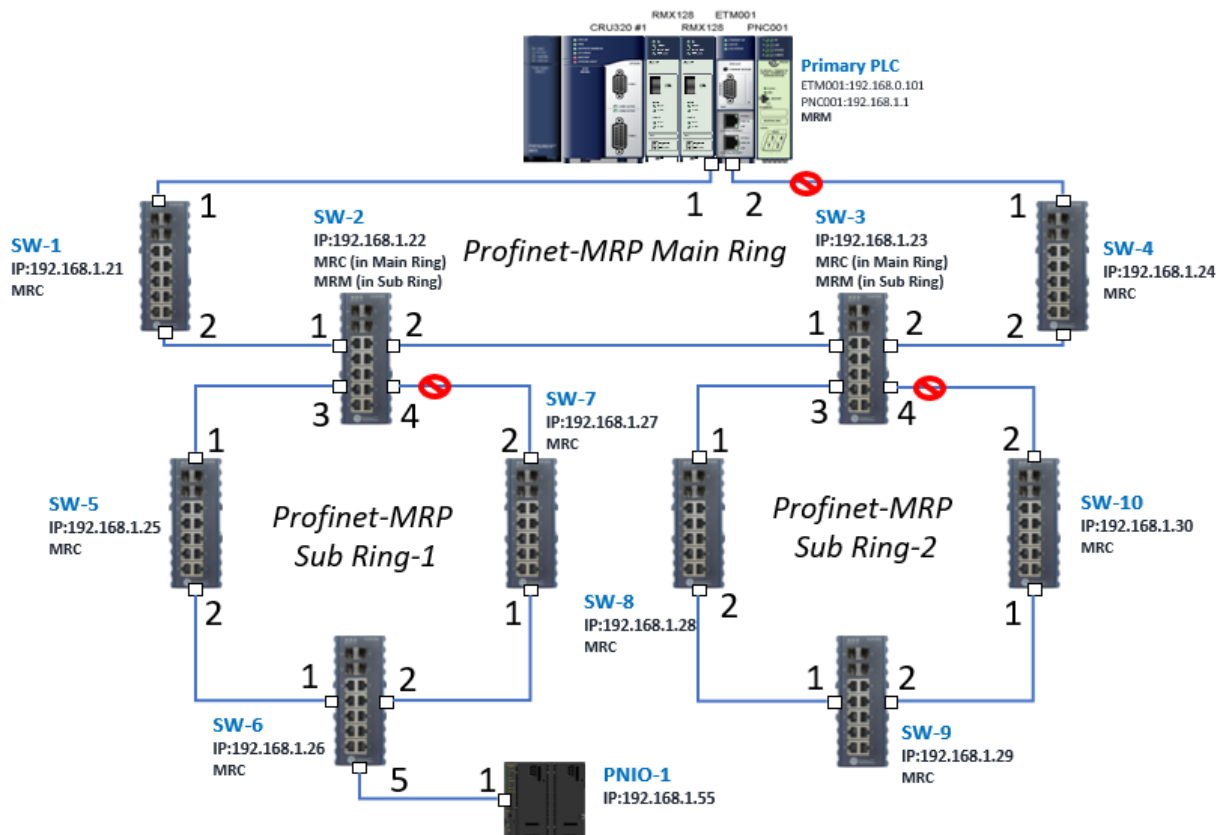 RMX128 ETM001
CRU320 #1 RMX128 PNC001
Primary PLC
ETM001:192.168.0.101
PNC001:192.168.1.1
MRM
1
2
1
1
SW-1
IP:192.168.1.21
MRC
SW-2
IP:192.168.1.22
MRC (in Main Ring)
MRM (in Sub Ring)
Profinet-MRP Main Ring
SW-3
IP:192.168.1.23
MRC (in Main Ring)
MRM (in Sub Ring)
SW-4
IP:192.168.1.24
MRC
2
1
2
1
2
2
3
4
3
4
SW-7
IP:192.168.1.27
MRC
1
2
1
2
SW-5
IP:192.168.1.25
MRC
Profinet-MRP
Sub Ring-1
Profinet-MRP
Sub Ring-2
SW-10
IP:192.168.1.30
MRC
2
1
SW-8
IP:192.168.1.28
MRC
2
1
1
2
1
2
SW-6
IP:192.168.1.26
MRC
SW-9
IP:192.168.1.29
MRC
5
1
PNIO-1
IP:192.168.1.55